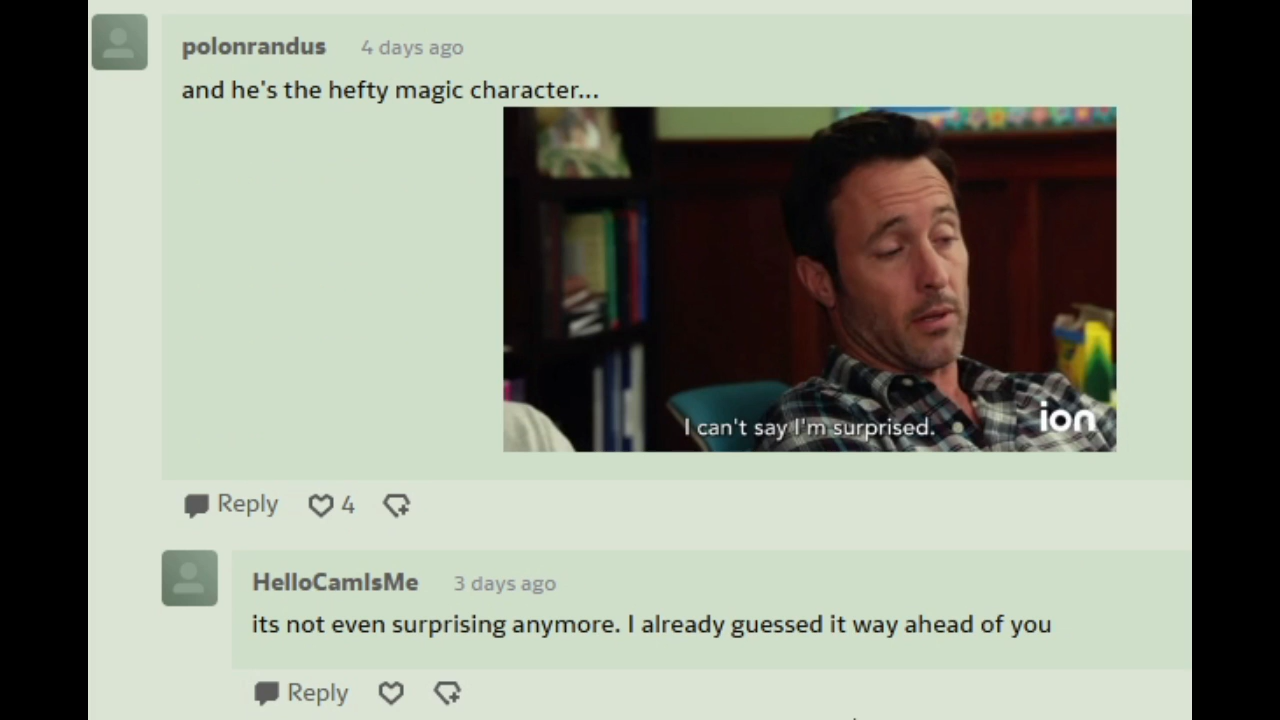 polonrandus 4 days ago
and he's the hefty magic character...
I can't say I'm surprised.
ion
Reply 4
HelloCamIsMe 3 days ago
its not even surprising anymore. I already guessed it way ahead of you
Reply